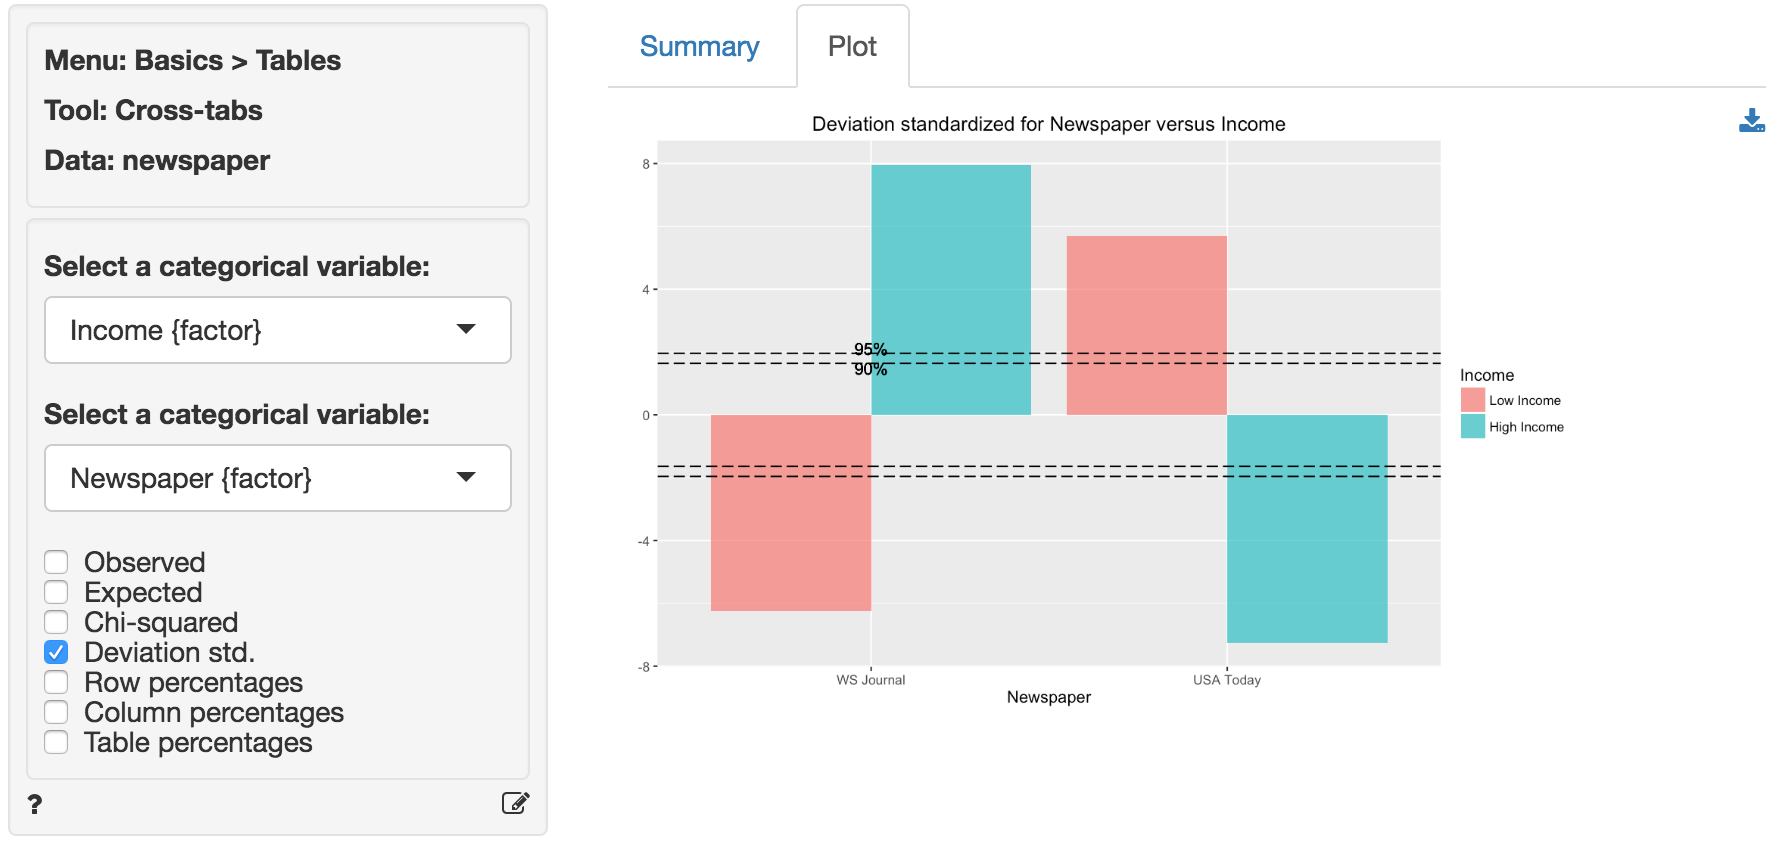 Menu: Basics > Tables
Tool: Cross-tabs
Data: newspaper
Select a categorical variable:
Income {factor}
Select a categorical variable:
Newspaper {factor}
Observed
Expected
Chi-squared
Deviation std.
Row percentages
Column percentages
Table percentages
?
Summary
Plot
Deviation standardized for Newspaper versus Income
8
4
0
-4
-8
95%
90%
WS Journal
USA Today
Newspaper
Income
Low Income
High Income